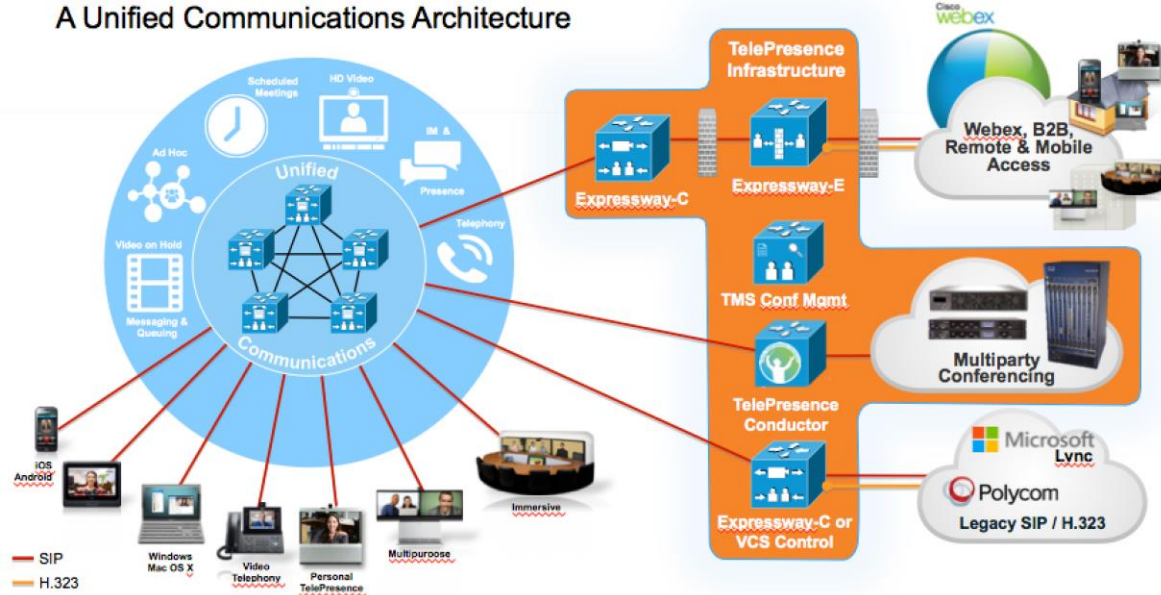 A Unified Communications Architecture
Scheduled
Meetings
HD Video
IM &
Presence
Ad Hoc
Telephony
Video on Hold
Messaging &
Queuing
Unified
Communications
TelePresence
Infrastructure
Expressway-C
Expressway-E
TMS Conf Mgmt
TelePresence
Conductor
Expressway-C or
VCS Control
Cisco
webex
Webex, B2B,
Remote & Mobile
Access
Multiparty
Conferencing
Microsoft
Lync
Polycom
Legacy SIP / H.323
iOS
Android
Windows
Mac OS X
Video
Telephony
Personal
TelePresence
Multipurpose
Immersive
SIP
H.323